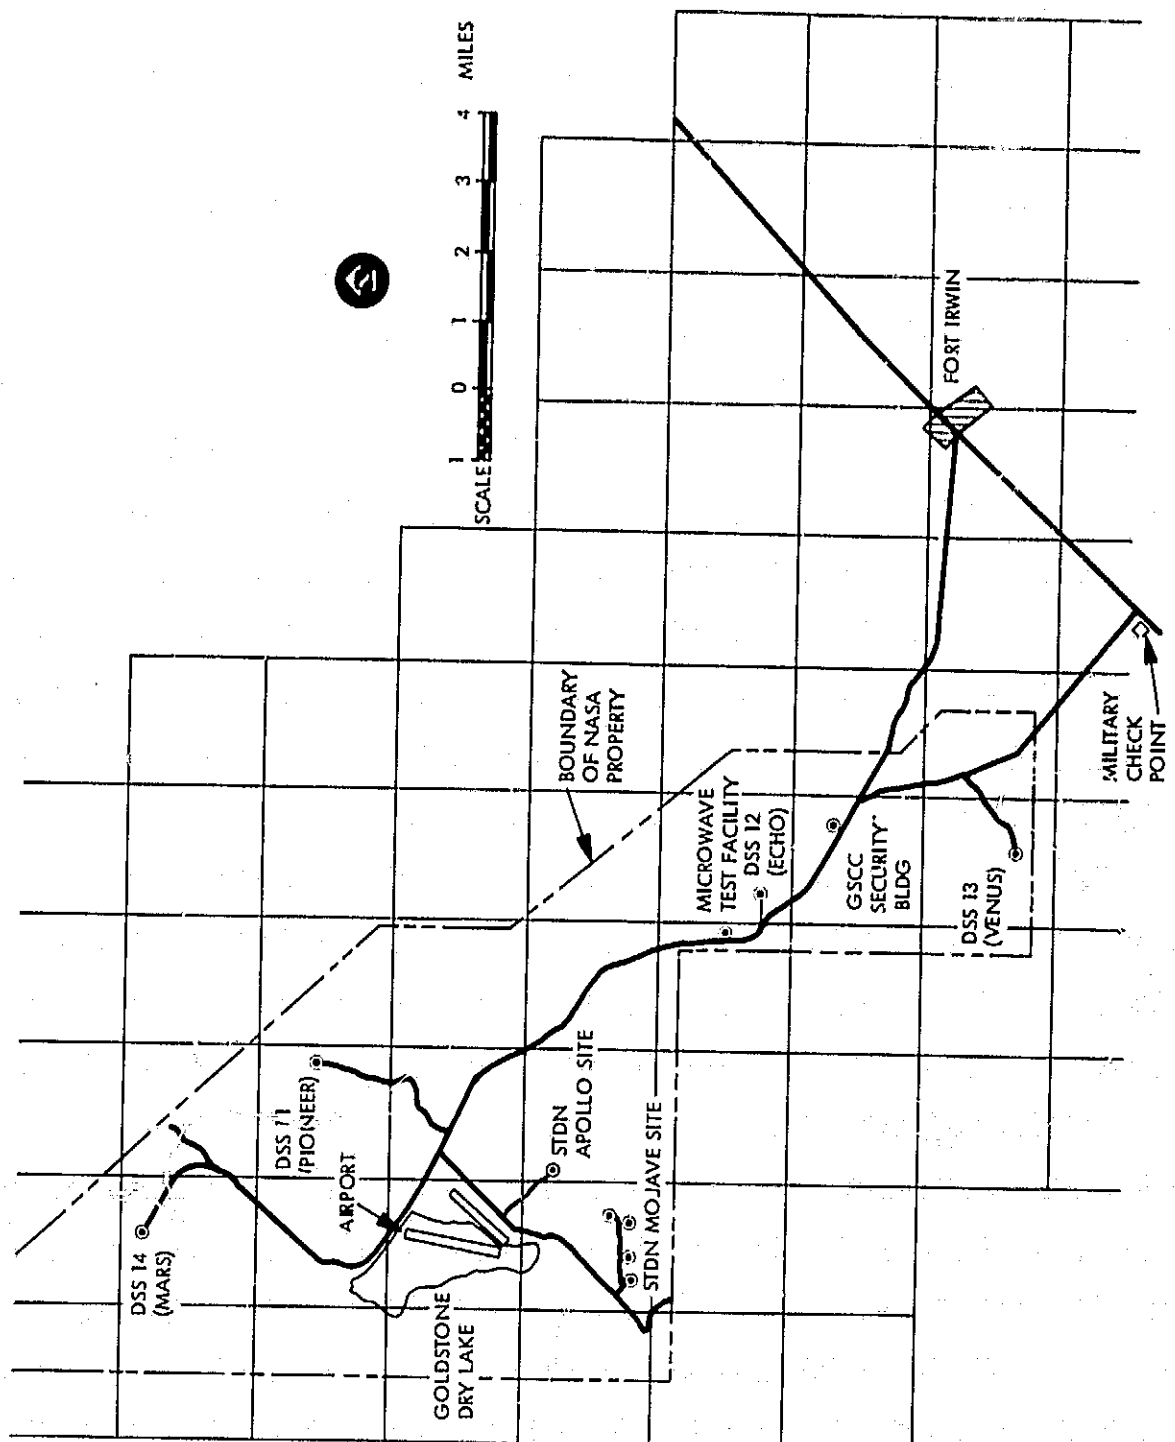 DSS 14
(MARS)
DSS 11
(PIONEER)
AIRPORT
GOLDSTONE
DRY LAKE
STDN
APOLLO SITE
STDN MOJAVE SITE
BOUNDARY
OF NASA
PROPERTY
MICROWAVE
TEST FACILITY
DSS 12
(ECHO)
GSCC
SECURITY
BLDG
DSS 13
(VENUS)
MILITARY
CHECK
POINT
FORT IRWIN
1 0 1 2 3 4 MILES
SCALE